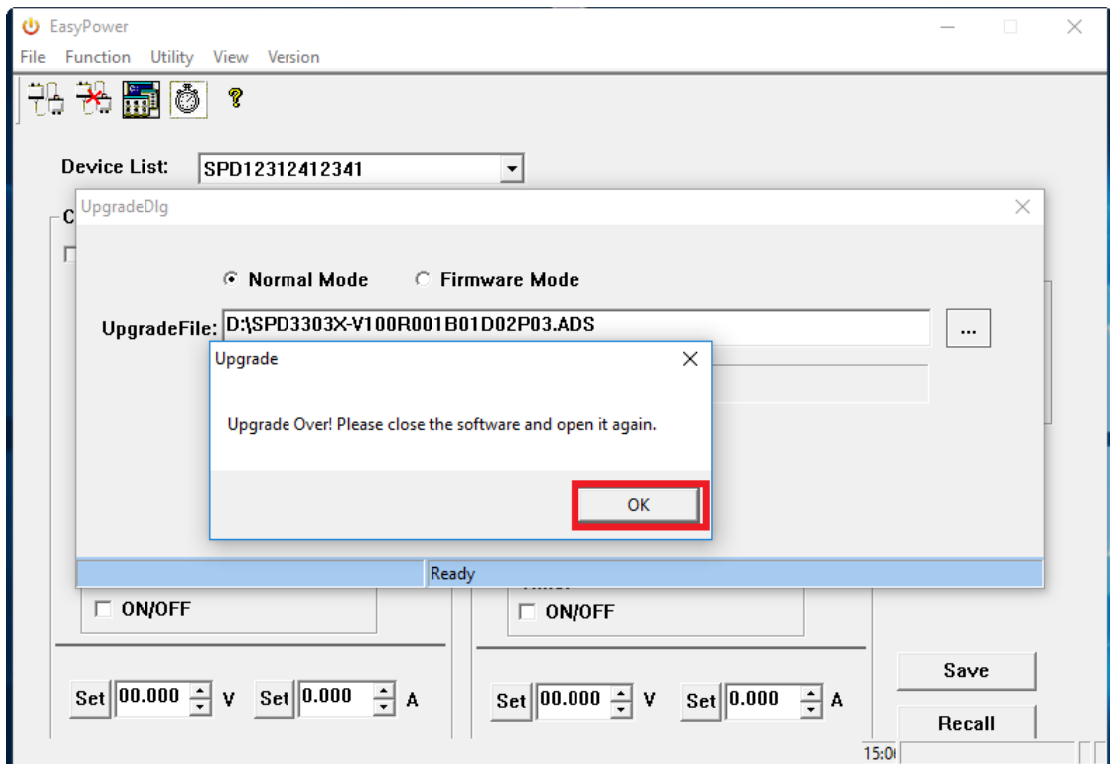 EasyPower
File Function Utility View Version
Device List: SPD12312412341
UpgradeDlg
C
Normal Mode Firmware Mode
UpgradeFile: D:\SPD3303X-V100R001B01D02P03.ADS ...
Upgrade
Upgrade Over! Please close the software and open it again.
OK
Ready
ON/OFF ON/OFF
Set 00.000 V Set 0.000 A Set 00.000 V Set 0.000 A
Save
Recall
15:0